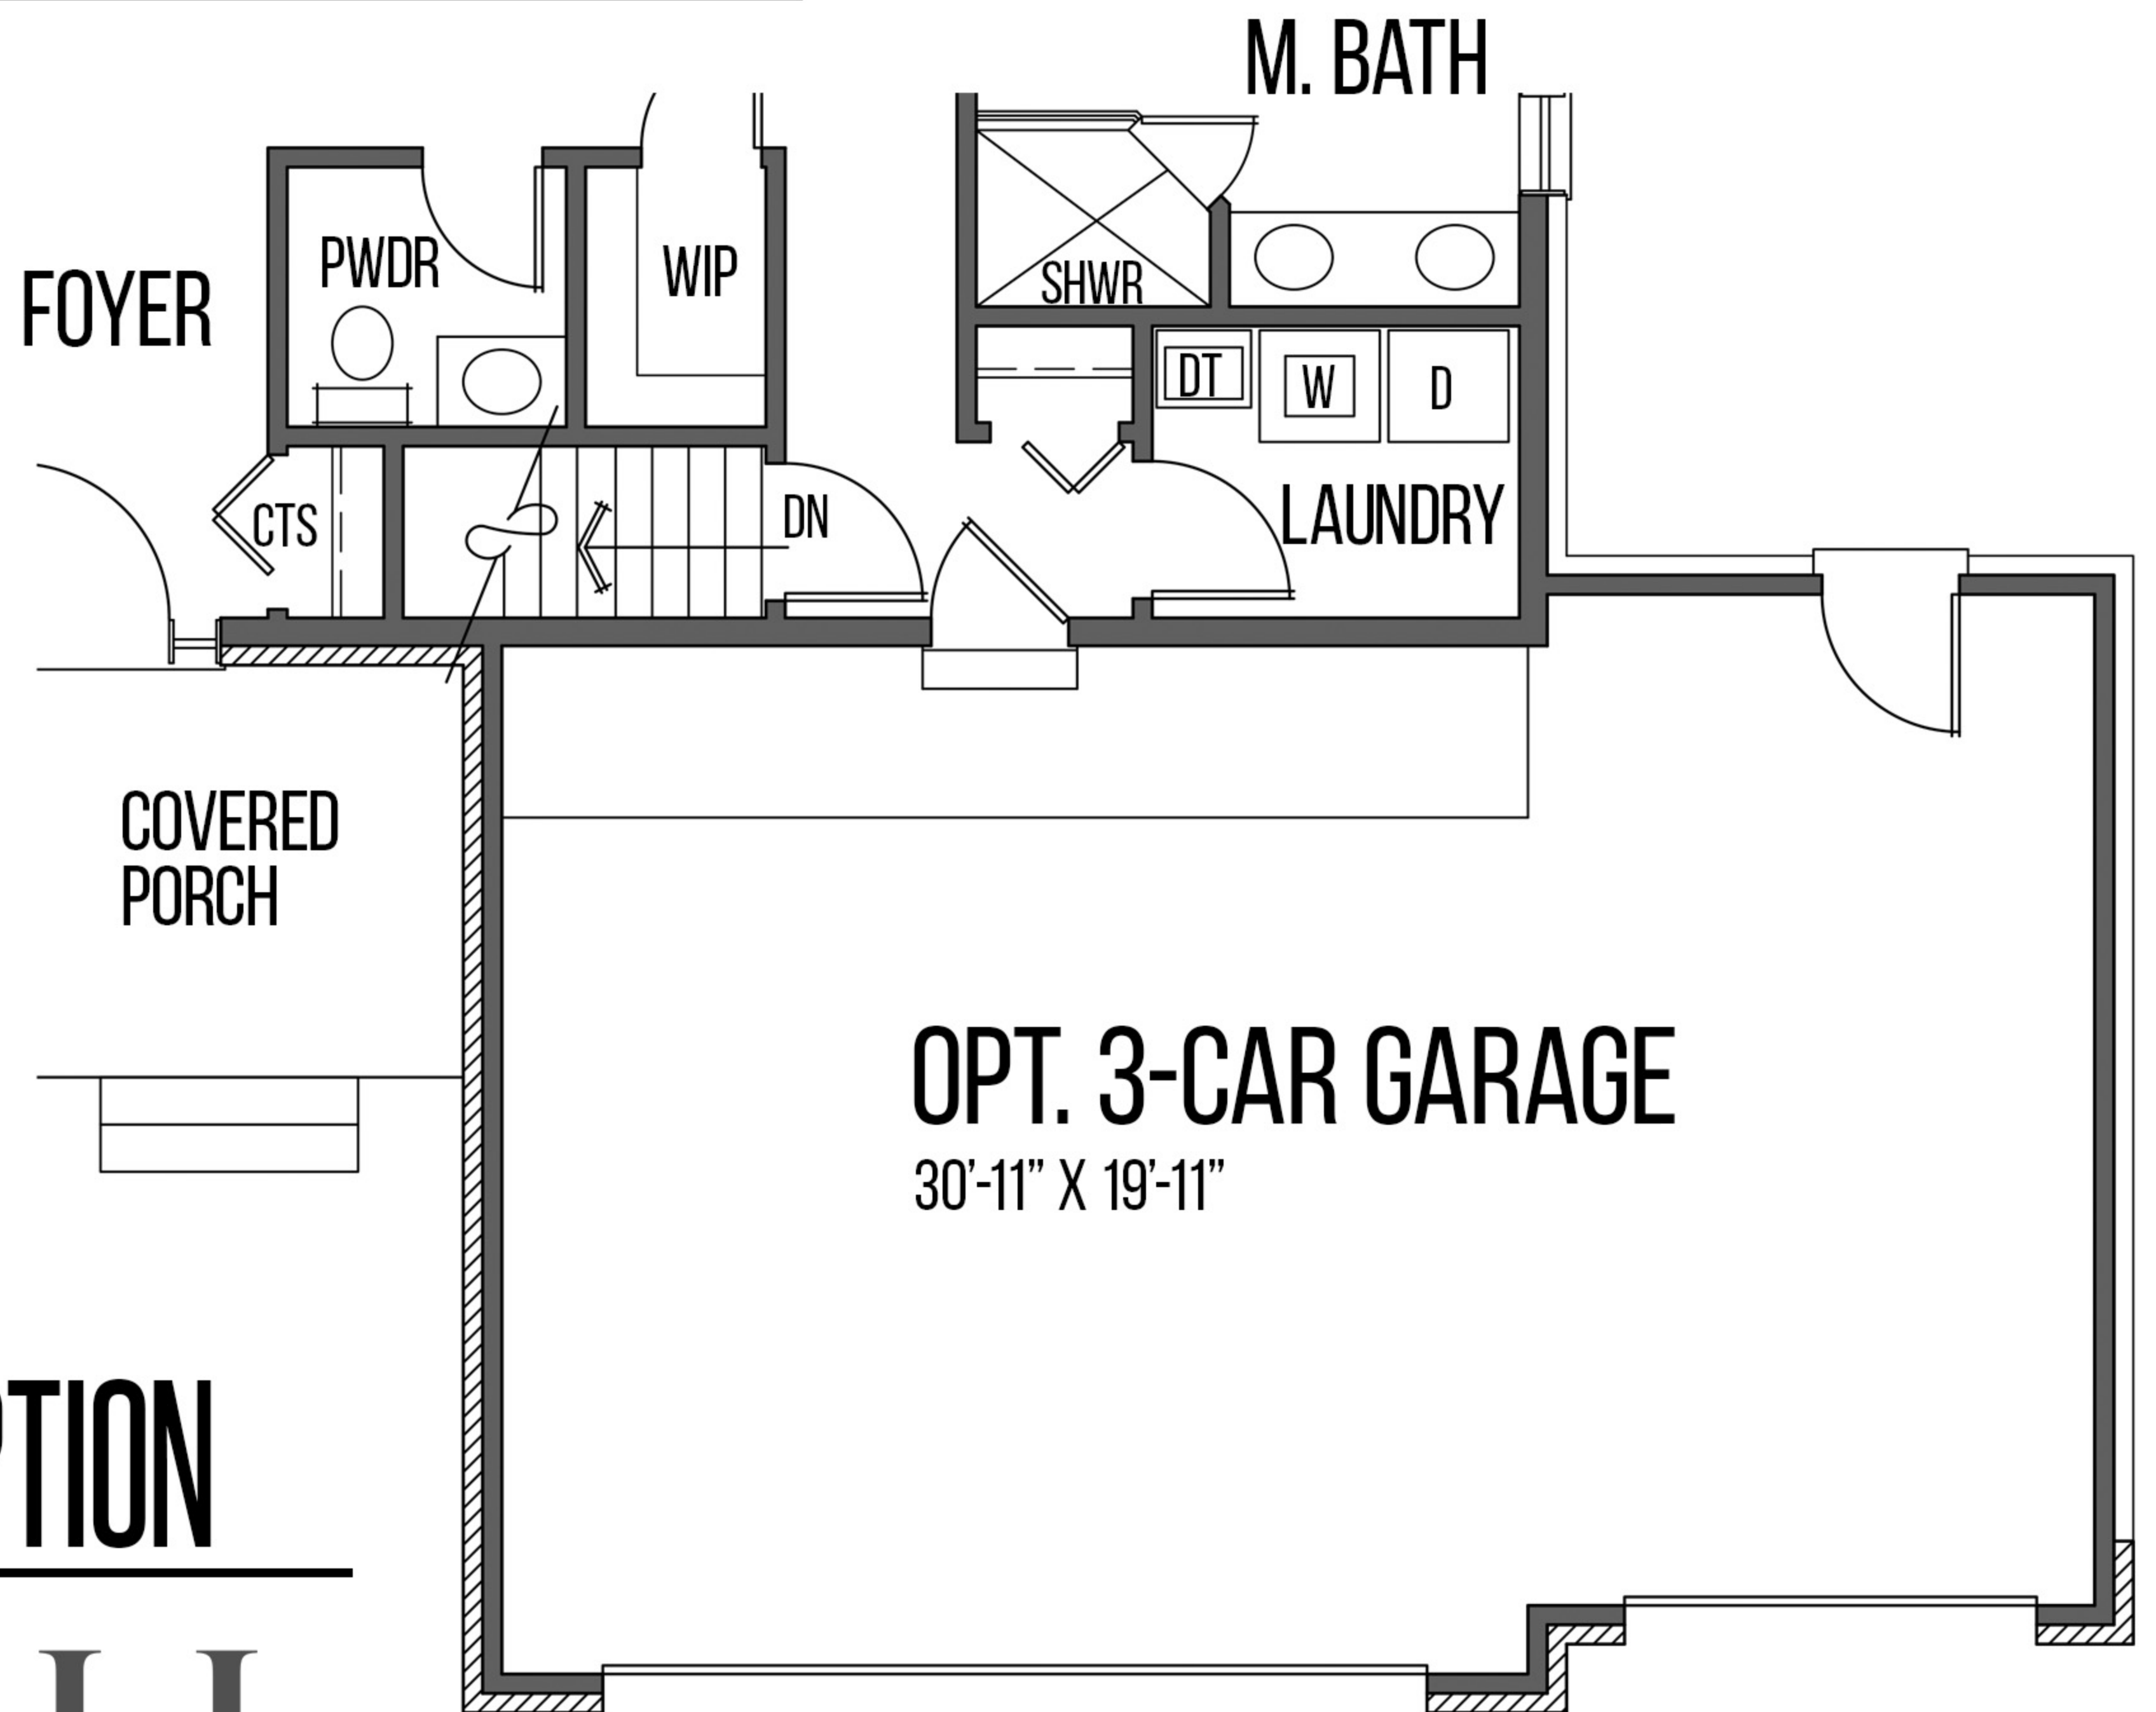 M. BATH
PWDR
WIP
SHWR
FOYER
DT
W
D
CTS
DN
LAUNDRY
COVERED
PORCH
OPT. 3-CAR GARAGE
30'-11" X 19'-11"